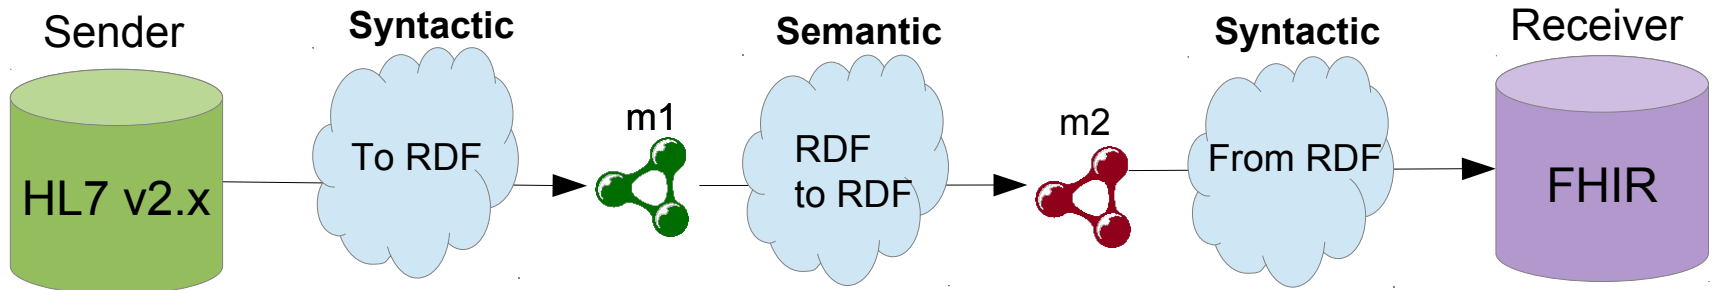 Sender
Syntactic
Semantic
Syntactic
Receiver
HL7 v2.x
To RDF
m1
RDF
to RDF
m2
From RDF
FHIR